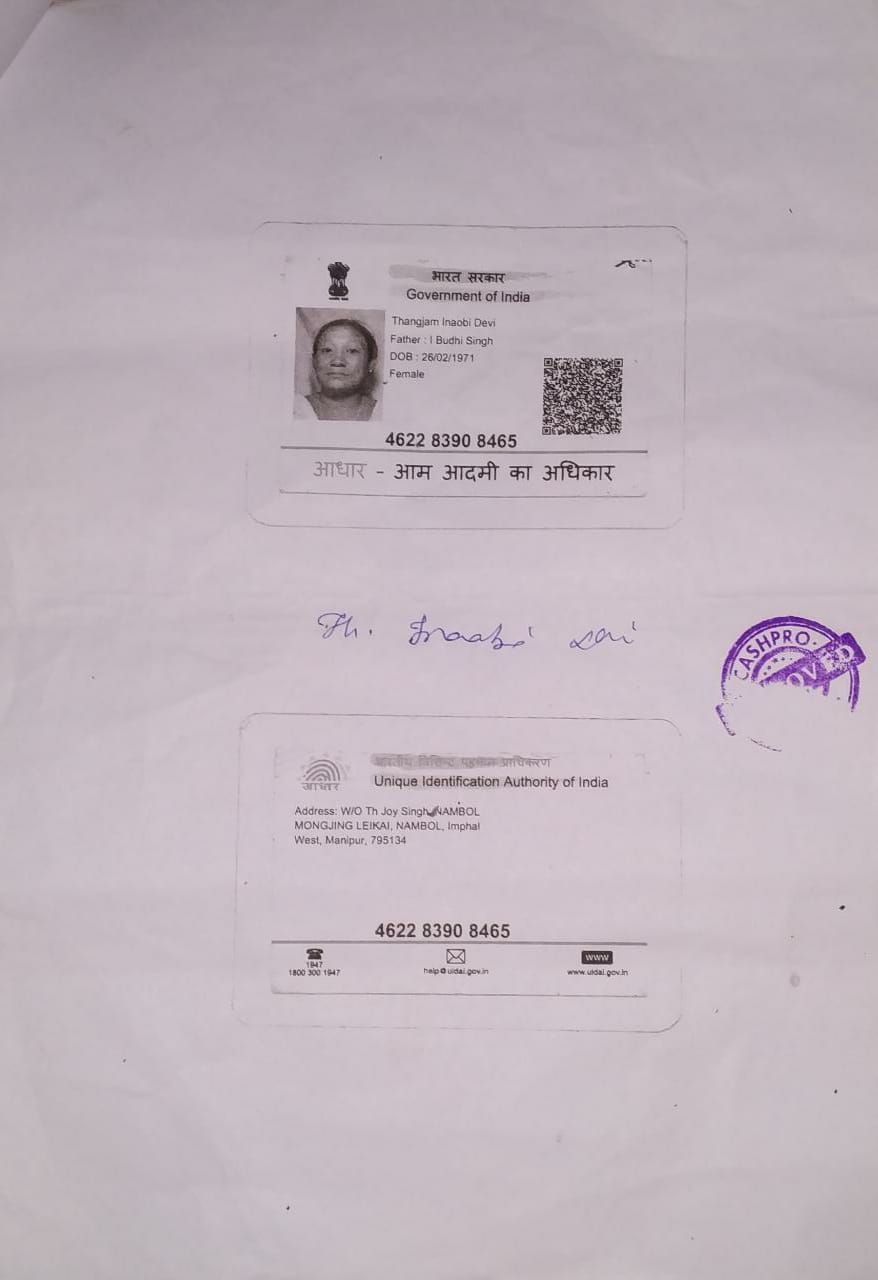 भारत सरकार
Government of India
Thangjam Inaobi Devi
Father : I Budhi Singh
DOB : 26/02/1971
Female
4622 8390 8465
आधार - आम आदमी का अधिकार
Th. Inaobi Devi
CASHPRO
आधार
भारतीय विशिष्ट पहचान प्राधिकरण
Unique Identification Authority of India
Address: W/O Th Joy Singh, NAMBOL
MONGJING LEIKAI, NAMBOL, Imphal
West, Manipur, 795134
4622 8390 8465
1947
1800 300 1947
help@uidai.gov.in
www
www.uidai.gov.in